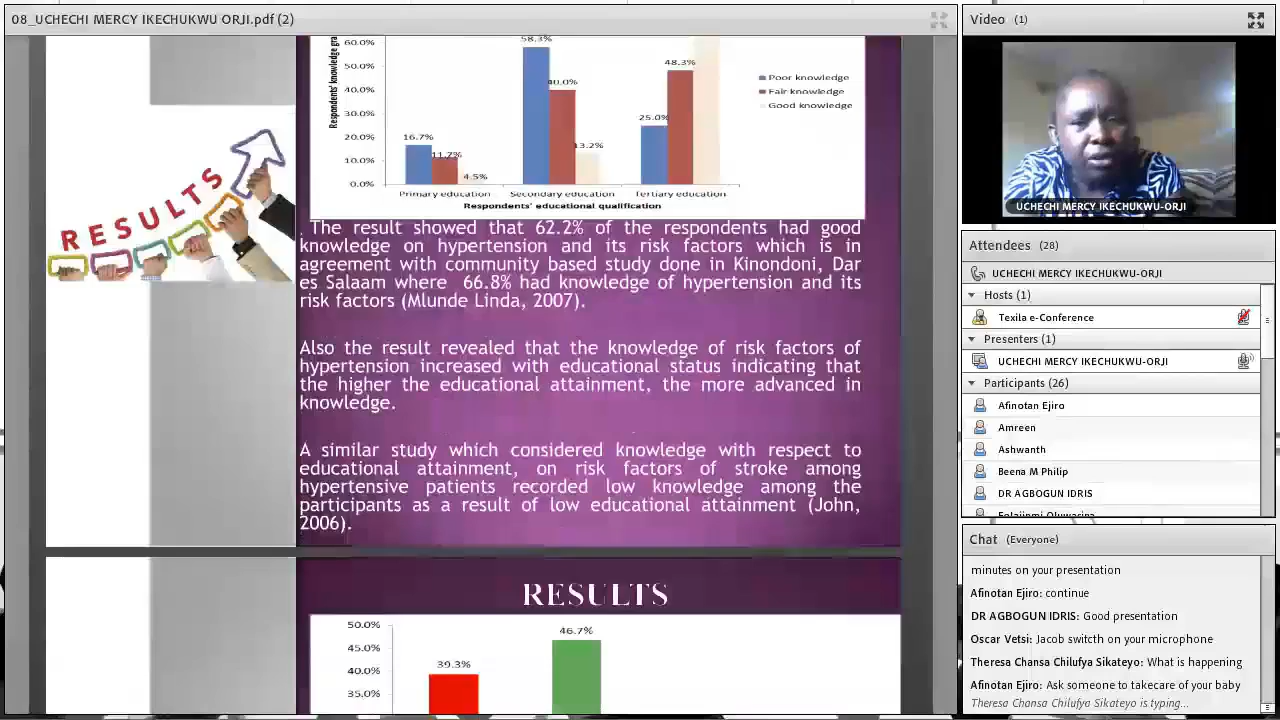 08_UCHECHI MERCY IKECHUKWU ORJI.pdf (2)
60.0%
50.0%
40.0%
30.0%
20.0%
10.0%
0.0%
Respondents' knowledge
58.3%
48.3%
40.0%
25.0%
16.7%
11.7%
13.2%
4.5%
Poor knowledge
Fair knowledge
Good knowledge
Primary education
Secondary education
Tertiary education
Respondents' educational qualification
RESULTS
. The result showed that 62.2% of the respondents had good
knowledge on hypertension and its risk factors which is in
agreement with community based study done in Kinondoni, Dar
es Salaam where 66.8% had knowledge of hypertension and its
risk factors (Mlunde Linda, 2007).
Also the result revealed that the knowledge of risk factors of
hypertension increased with educational status indicating that
the higher the educational attainment, the more advanced in
knowledge.
A similar study which considered knowledge with respect to
educational attainment, on risk factors of stroke among
hypertensive patients recorded low knowledge among the
participants as a result of low educational attainment (John,
2006).
RESULTS
50.0%
45.0%
40.0%
35.0%
39.3%
46.7%
Video (1)
UCHECHI MERCY IKECHUKWU-ORJI
Attendees (28)
UCHECHI MERCY IKECHUKWU-ORJI
Hosts (1)
Texila e-Conference
Presenters (1)
UCHECHI MERCY IKECHUKWU-ORJI
Participants (26)
Afinotan Ejiro
Amreen
Ashwanth
Beena M Philip
DR AGBOGUN IDRIS
Chat (Everyone)
minutes on your presentation
Afinotan Ejiro: continue
DR AGBOGUN IDRIS: Good presentation
Oscar Vetsi: Jacob switcth on your microphone
Theresa Chansa Chilufya Sikateyo: What is happening
Afinotan Ejiro: Ask someone to takecare of your baby
Theresa Chansa Chilufya Sikateyo is typing...